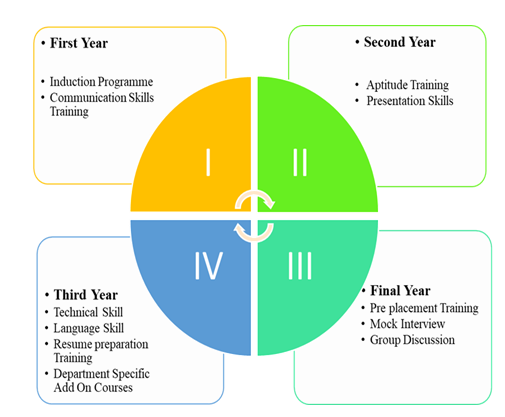 • First Year
• Induction Programme
• Communication Skills
Training
• Second Year
• Aptitude Training
• Presentation Skills
I
II
IV
III
• Third Year
• Technical Skill
• Language Skill
• Resume preparation
Training
• Department Specific
Add On Courses
• Final Year
• Pre placement Training
• Mock Interview
• Group Discussion